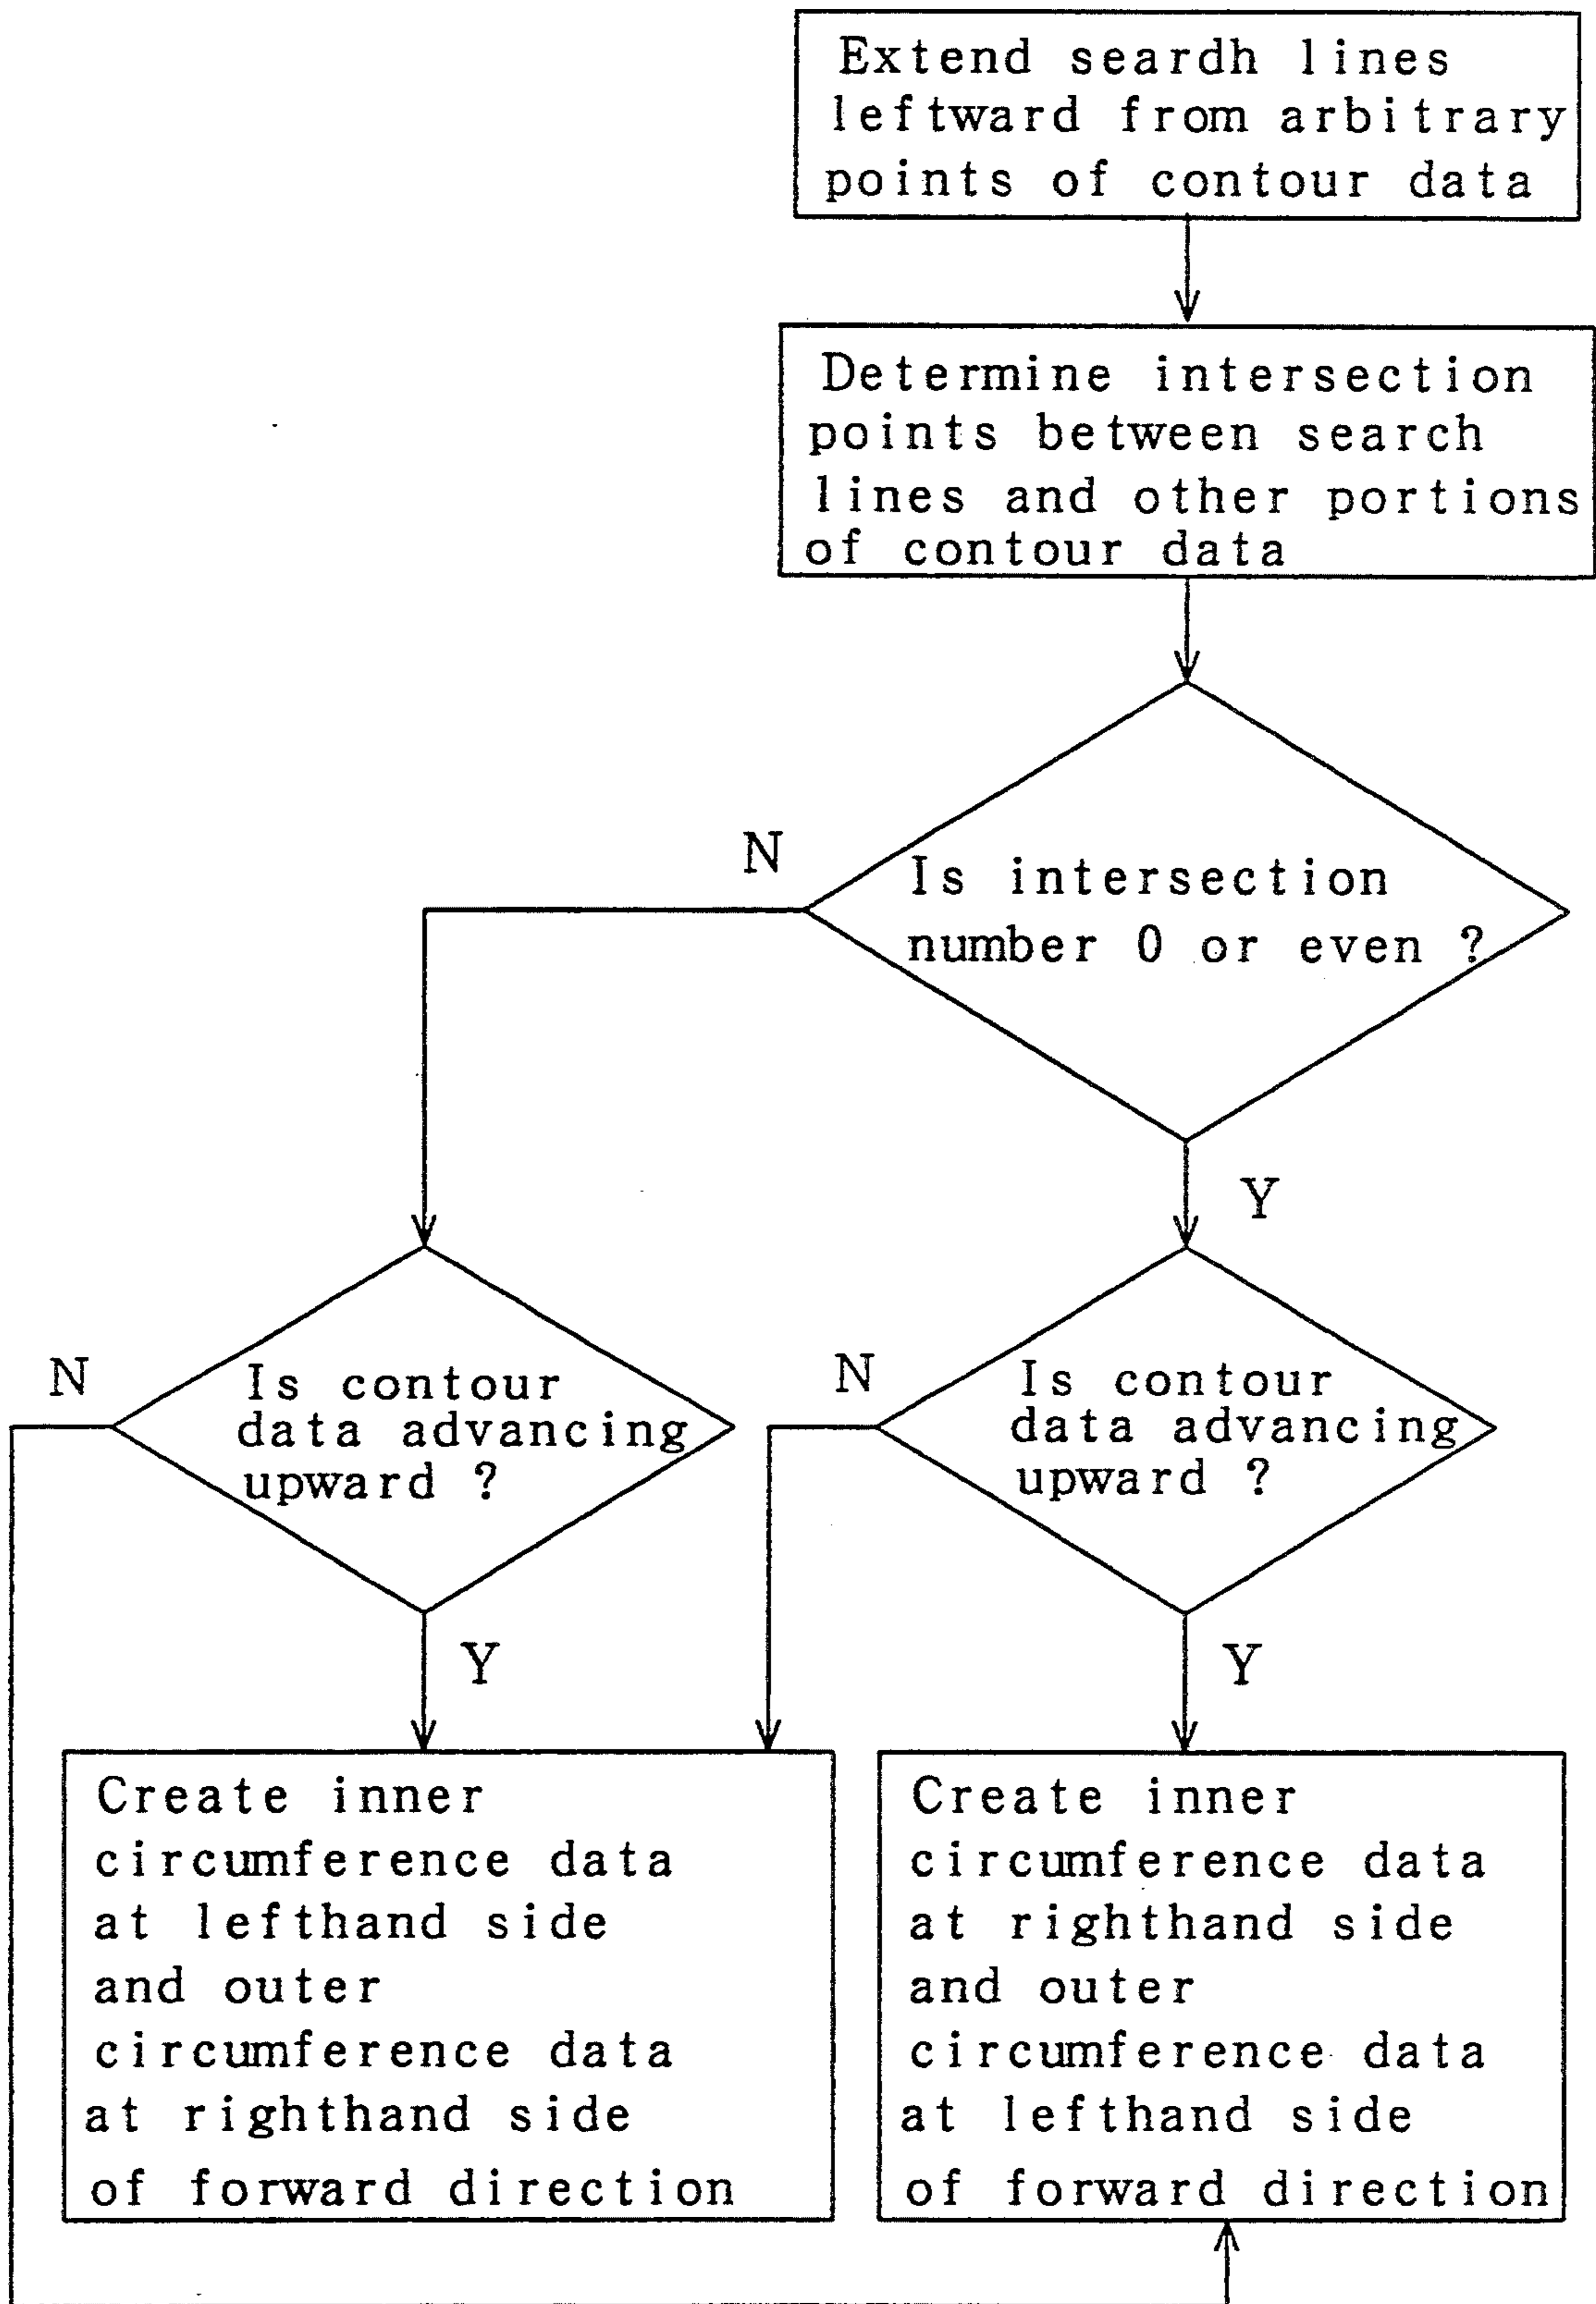 Extend seardh lines
leftward from arbitrary
points of contour data
Determine intersection
points between search
lines and other portions
of contour data
N
Is intersection
number 0 or even ?
Y
N
Is contour
data advancing
upward ?
N
Is contour
data advancing
upward ?
Y
Y
Create inner
circumference data
at lefthand side
and outer
circumference data
at righthand side
of forward direction
Create inner
circumference data
at righthand side
and outer
circumference data
at lefthand side
of forward direction